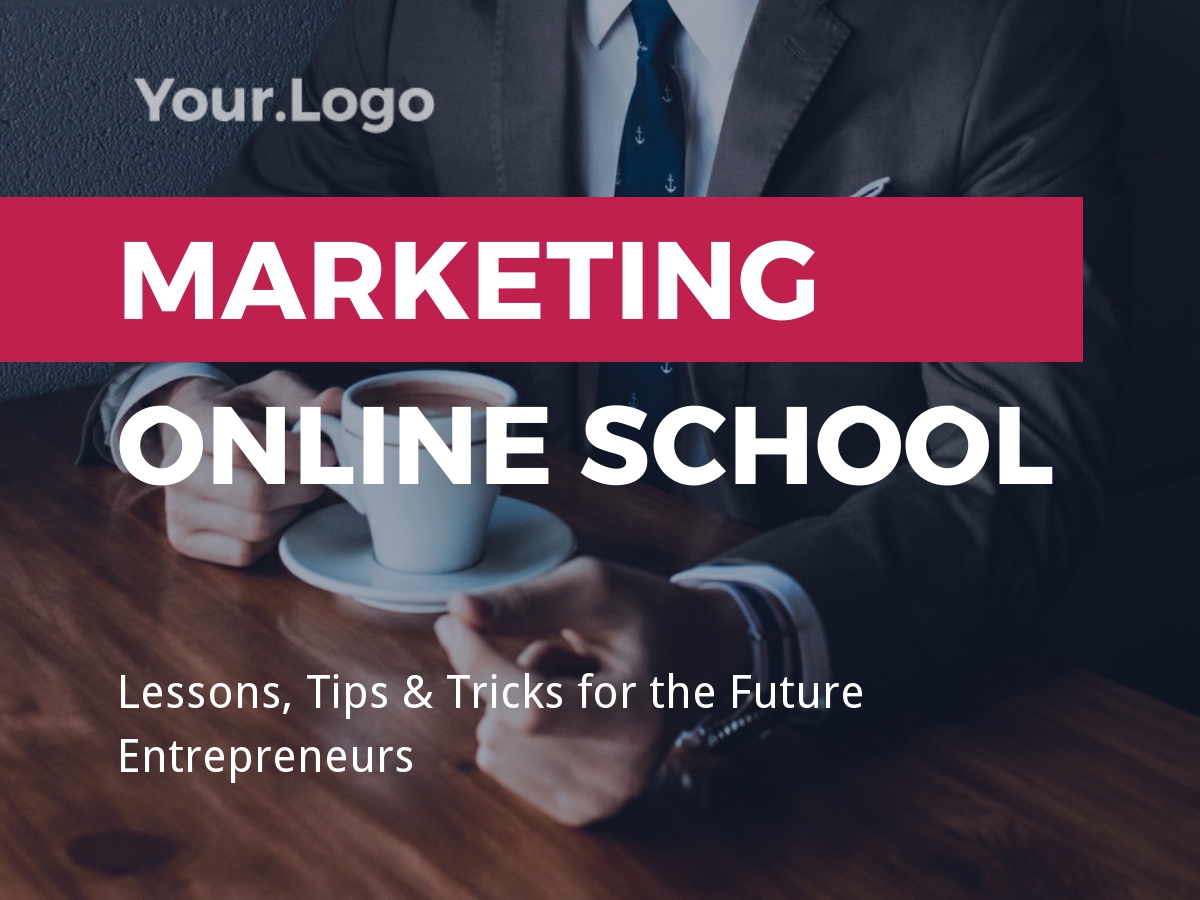 Your.Logo
MARKETING
ONLINE SCHOOL
Lessons, Tips & Tricks for the Future
Entrepreneurs